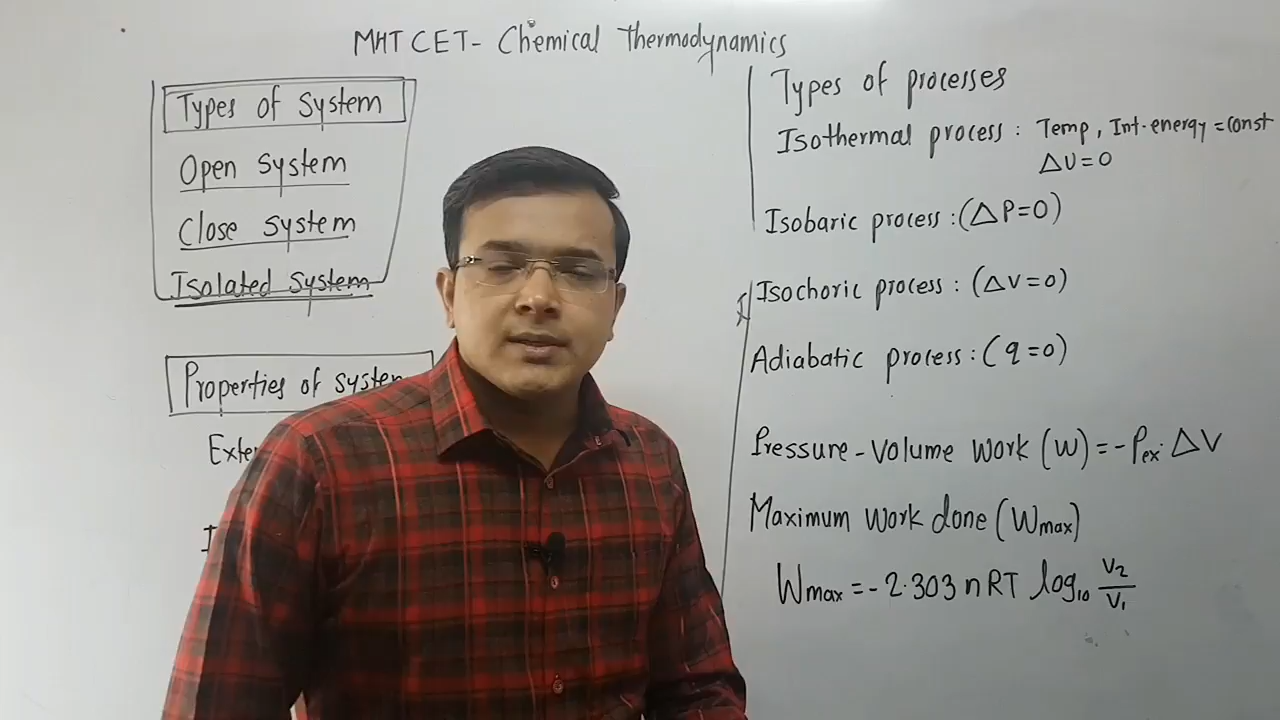 MHT CET- Chemical Thermodynamics
Types of System
Open System
Close System
Isolated System
Properties of system
Types of processes
Isothermal process : Temp, Int. energy = const
ΔU = 0
Isobaric process : (ΔP=0)
Isochoric process : (ΔV=0)
Adiabatic process : (q=0)
Pressure-Volume Work (W) = -Pex. ΔV
Maximum Work done (Wmax)
Wmax = -2.303 nRT log10 V2/V1